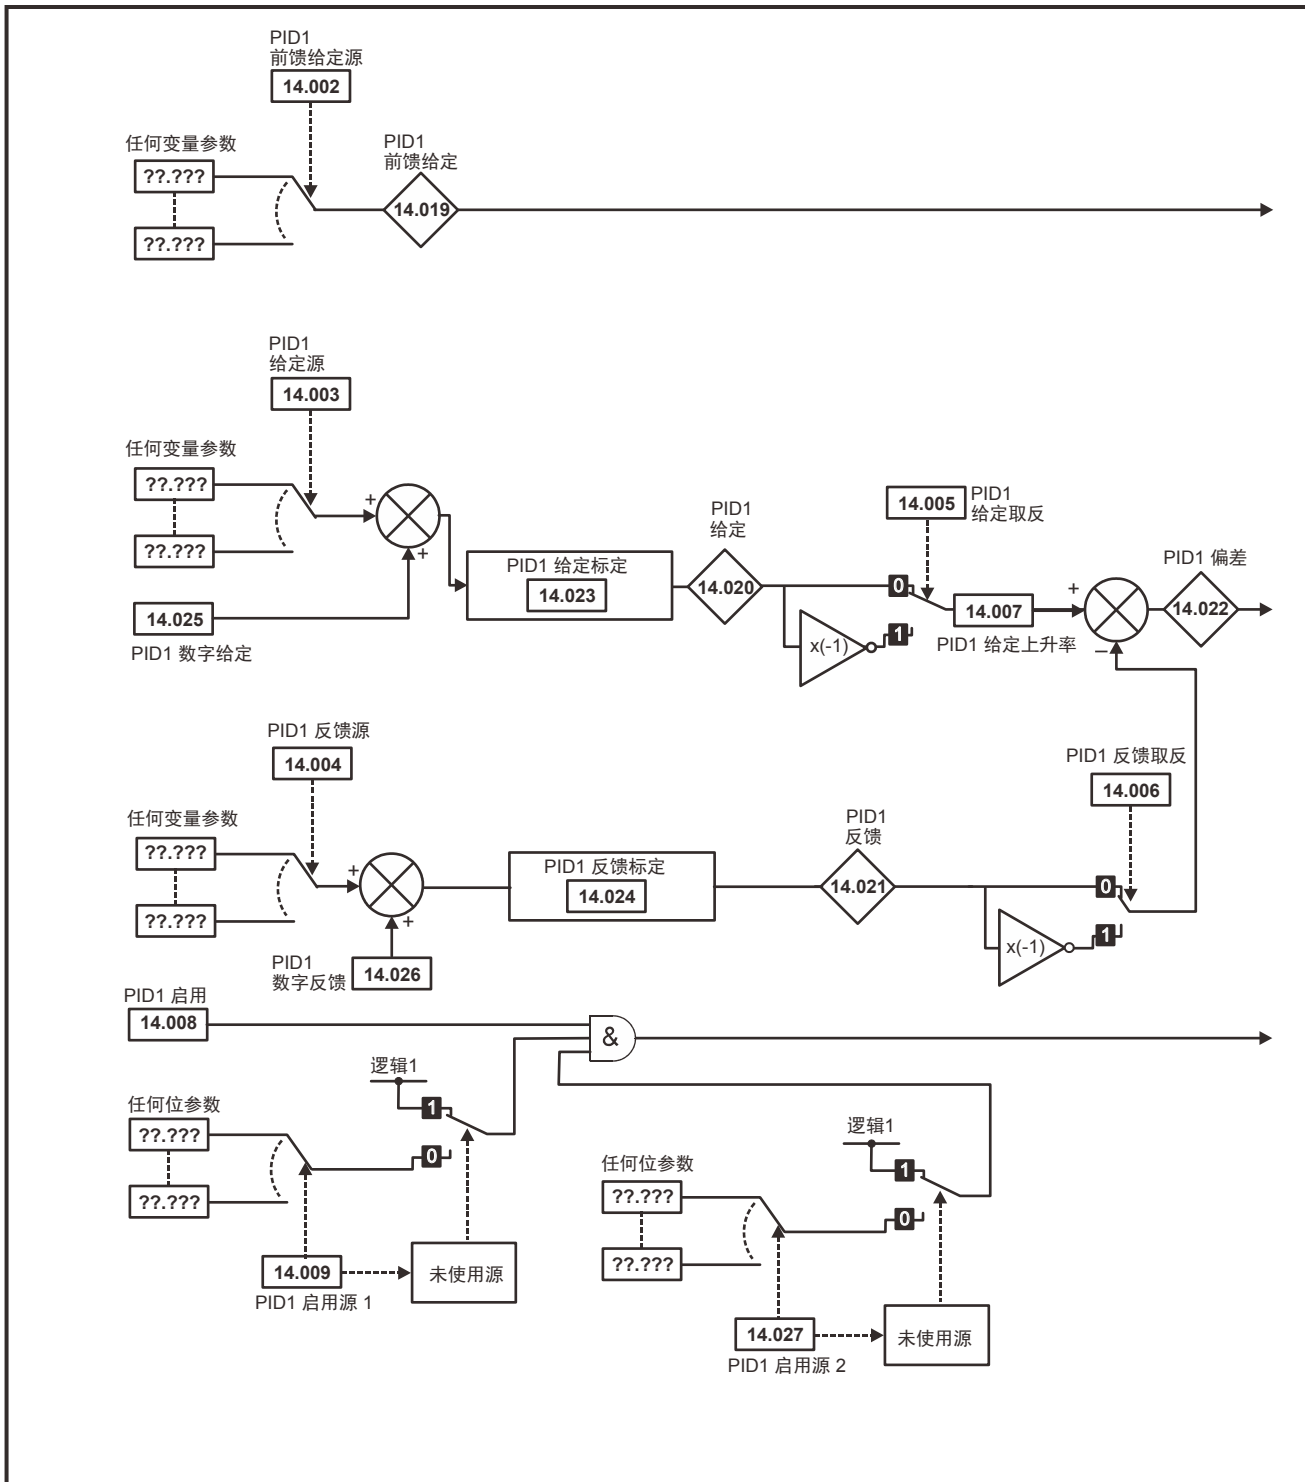 PID1
前馈给定源
14.002
任何变量参数
??.???
??.???
PID1
前馈给定
14.019
PID1
给定源
14.003
任何变量参数
??.???
??.???
+
+
14.025
PID1 数字给定
PID1 给定标定
14.023
PID1
给定
14.020
0
1
x(-1)
14.005
PID1
给定取反
14.007
PID1 给定上升率
+
−
PID1 偏差
14.022
PID1 反馈源
14.004
任何变量参数
??.???
??.???
+
+
PID1
数字反馈
14.026
PID1 反馈标定
14.024
PID1
反馈
14.021
PID1 反馈取反
14.006
0
1
x(-1)
PID1 启用
14.008
&
逻辑1
1
0
任何位参数
??.???
??.???
14.009
PID1 启用源 1
未使用源
逻辑1
1
0
任何位参数
??.???
??.???
14.027
PID1 启用源 2
未使用源